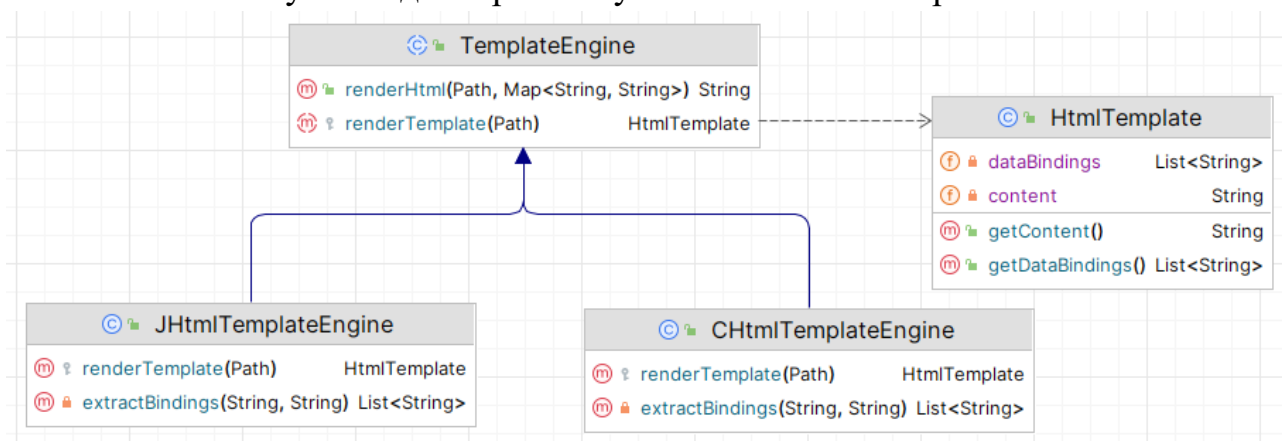 TemplateEngine
renderHtml(Path, Map<String, String>) String
renderTemplate(Path) HtmlTemplate
HtmlTemplate
dataBindings List<String>
content String
getContent() String
getDataBindings() List<String>
JHtmlTemplateEngine
renderTemplate(Path) HtmlTemplate
extractBindings(String, String) List<String>
CHtmlTemplateEngine
renderTemplate(Path) HtmlTemplate
extractBindings(String, String) List<String>